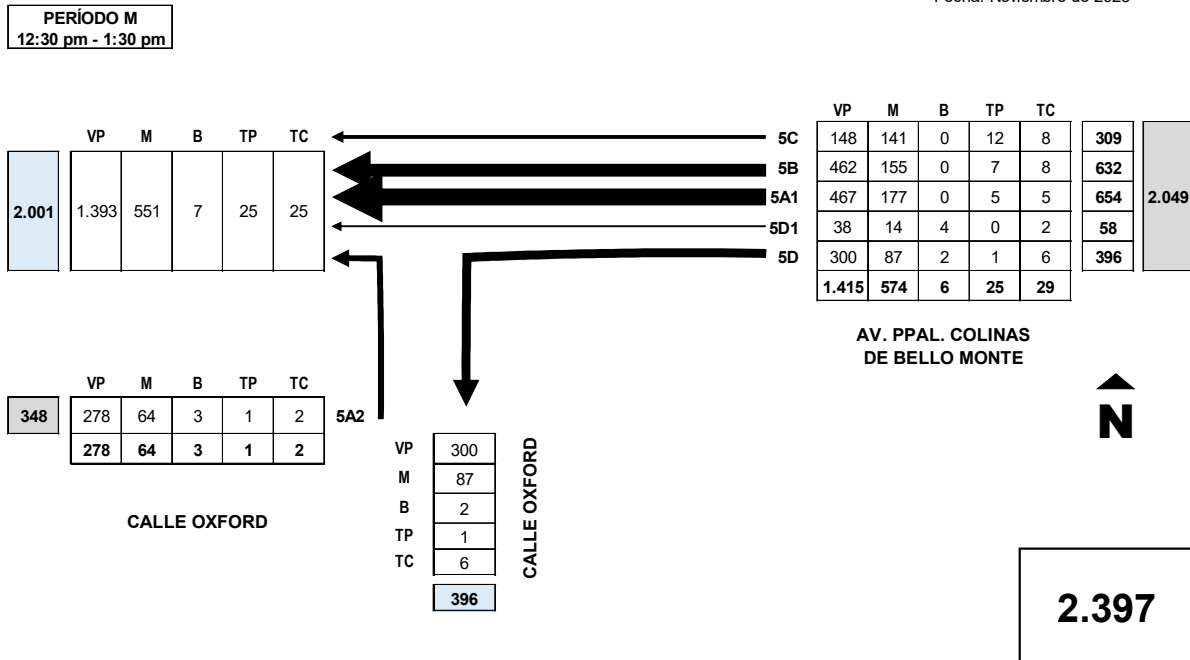 PERÍODO M
12:30 pm - 1:30 pm
VP M B TP TC
5C 148 141 0 12 8 309
5B 462 155 0 7 8 632
5A1 467 177 0 5 5 654
5D1 38 14 4 0 2 58
5D 300 87 2 1 6 396
1.415 574 6 25 29
2.049
VP M B TP TC
2.001 1.393 551 7 25 25
AV. PPAL. COLINAS
DE BELLO MONTE
N
VP M B TP TC
348 278 64 3 1 2 5A2
278 64 3 1 2
CALLE OXFORD
VP 300
M 87
B 2
TP 1
TC 6
396
CALLE OXFORD
2.397